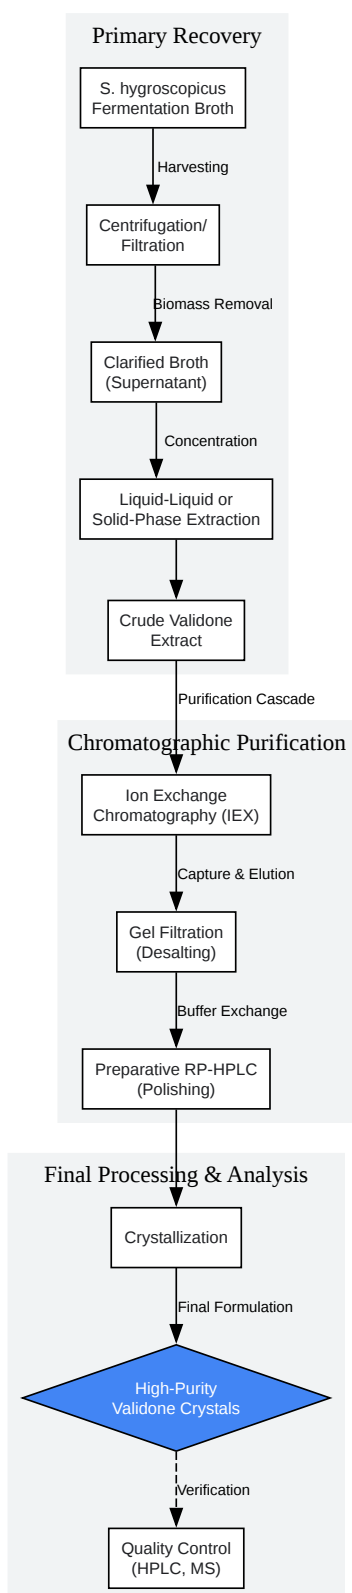 Primary Recovery
S. hygroscopicus
Fermentation Broth
Harvesting
Centrifugation/
Filtration
Biomass Removal
Clarified Broth
(Supernatant)
Concentration
Liquid-Liquid or
Solid-Phase Extraction
Crude Validone
Extract
Purification Cascade
Chromatographic Purification
Ion Exchange
Chromatography (IEX)
Capture & Elution
Gel Filtration
(Desalting)
Buffer Exchange
Preparative RP-HPLC
(Polishing)
Final Processing & Analysis
Crystallization
Final Formulation
High-Purity
Validone Crystals
Verification
Quality Control
(HPLC, MS)